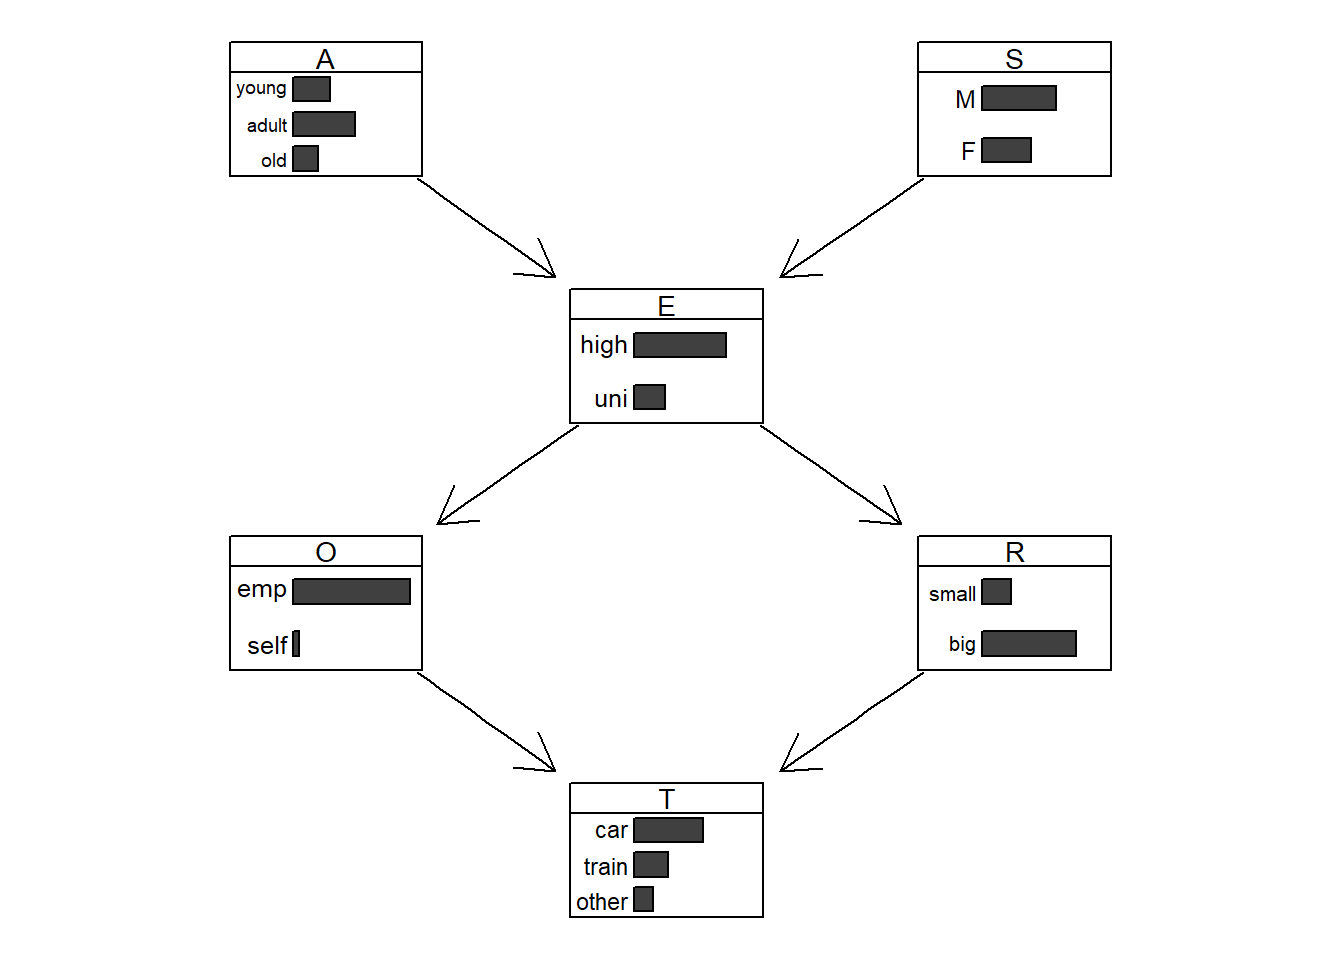 A
young
adult
old
S
M
F
E
high
uni
O
emp
self
R
small
big
T
car
train
other